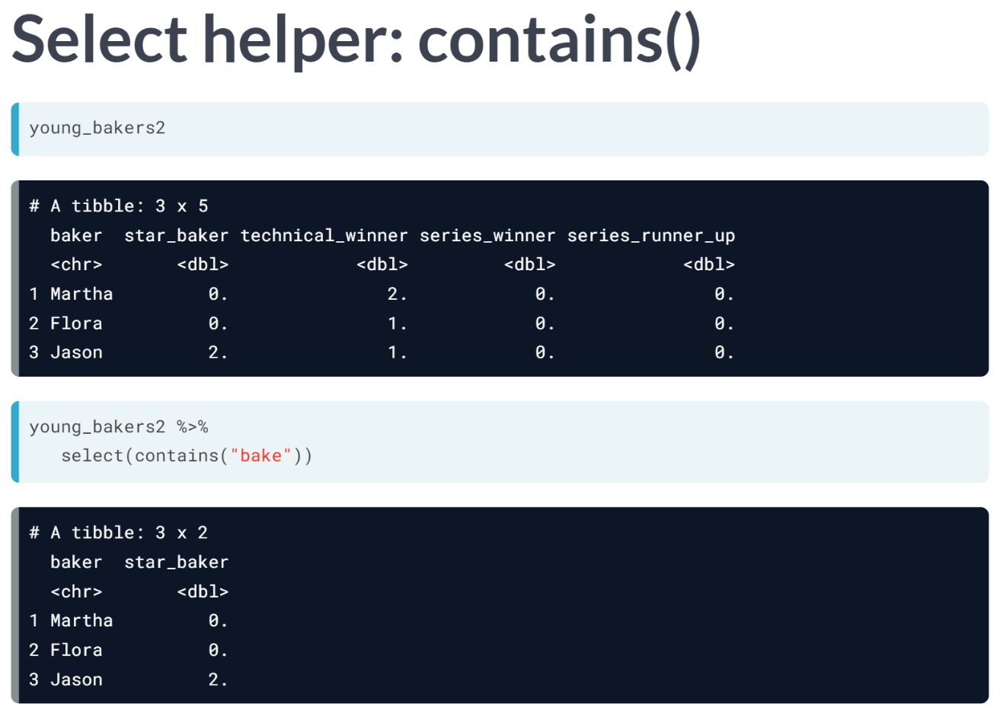 Select helper: contains()
young_bakers2
# A tibble: 3 x 5
  baker  star_baker technical_winner series_winner series_runner_up
  <chr>       <dbl>            <dbl>         <dbl>            <dbl>
1 Martha         0.               2.            0.               0.
2 Flora          0.               1.            0.               0.
3 Jason          2.               1.            0.               0.
young_bakers2 %>%
   select(contains("bake"))
# A tibble: 3 x 2
  baker  star_baker
  <chr>       <dbl>
1 Martha         0.
2 Flora          0.
3 Jason          2.